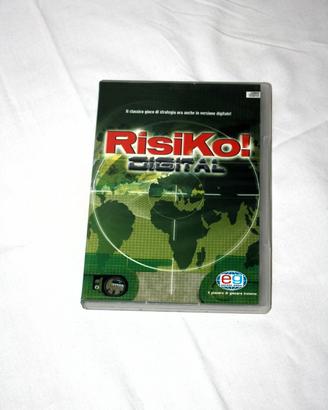 Il classico gioco di strategia ora anche in versione digitale!
RisiKo!
DIGITAL
eg
Il piacere di giocare insieme